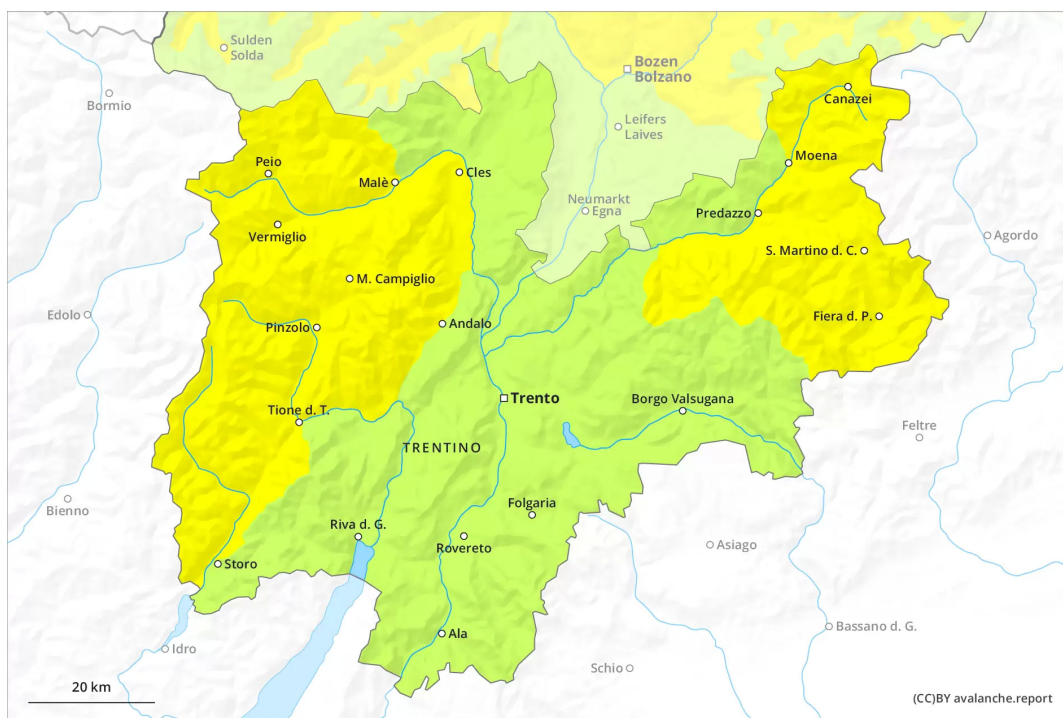 Sulden
Solda
Bozen
Bolzano
Bormio
Canazei
Leifers
Laives
Peio
Moena
Malè
Cles
Neumarkt
Egna
Predazzo
Vermiglio
S. Martino d. C.
Agordo
M. Campiglio
Edolo
Pinzolo
Andalo
Fiera d. P.
Trento
Borgo Valsugana
Tione d. T.
Feltre
TRENTINO
Bienno
Folgaria
Riva d. G.
Rovereto
Asiago
Storo
Ala
Bassano d. G.
Idro
Schio
20 km
(CC)BY avalanche.report